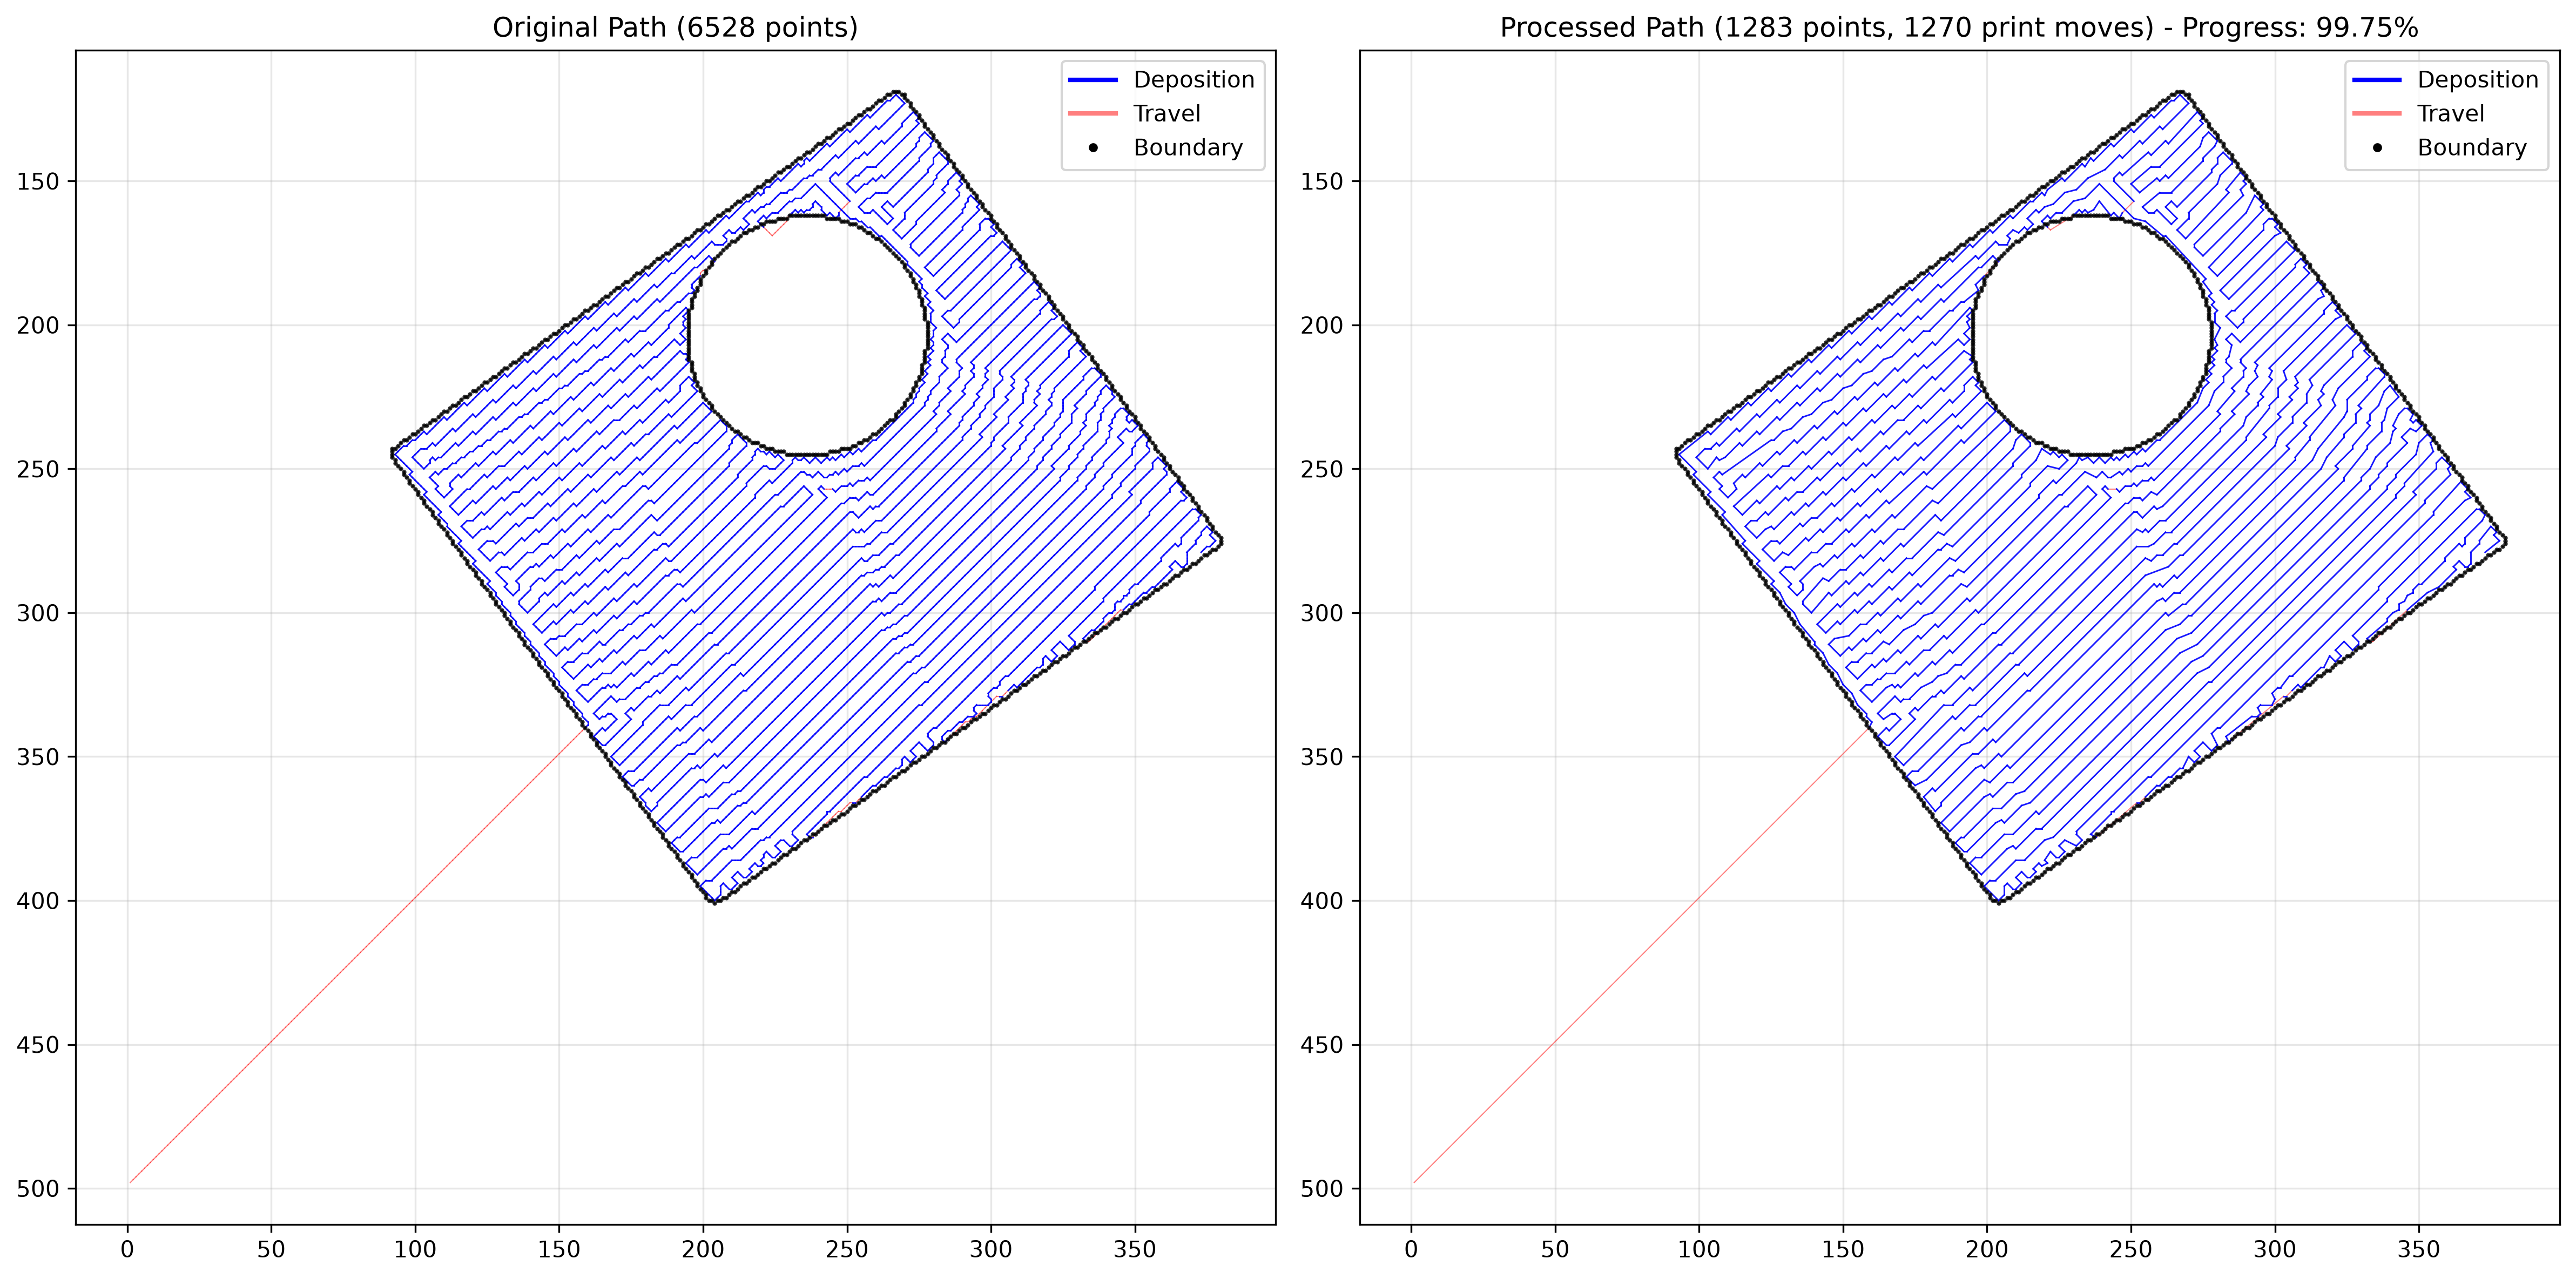 Original Path (6528 points)
Deposition
Travel
Boundary
150
200
250
300
350
400
450
500
0 50 100 150 200 250 300 350
Processed Path (1283 points, 1270 print moves) - Progress: 99.75%
Deposition
Travel
Boundary
150
200
250
300
350
400
450
500
0 50 100 150 200 250 300 350